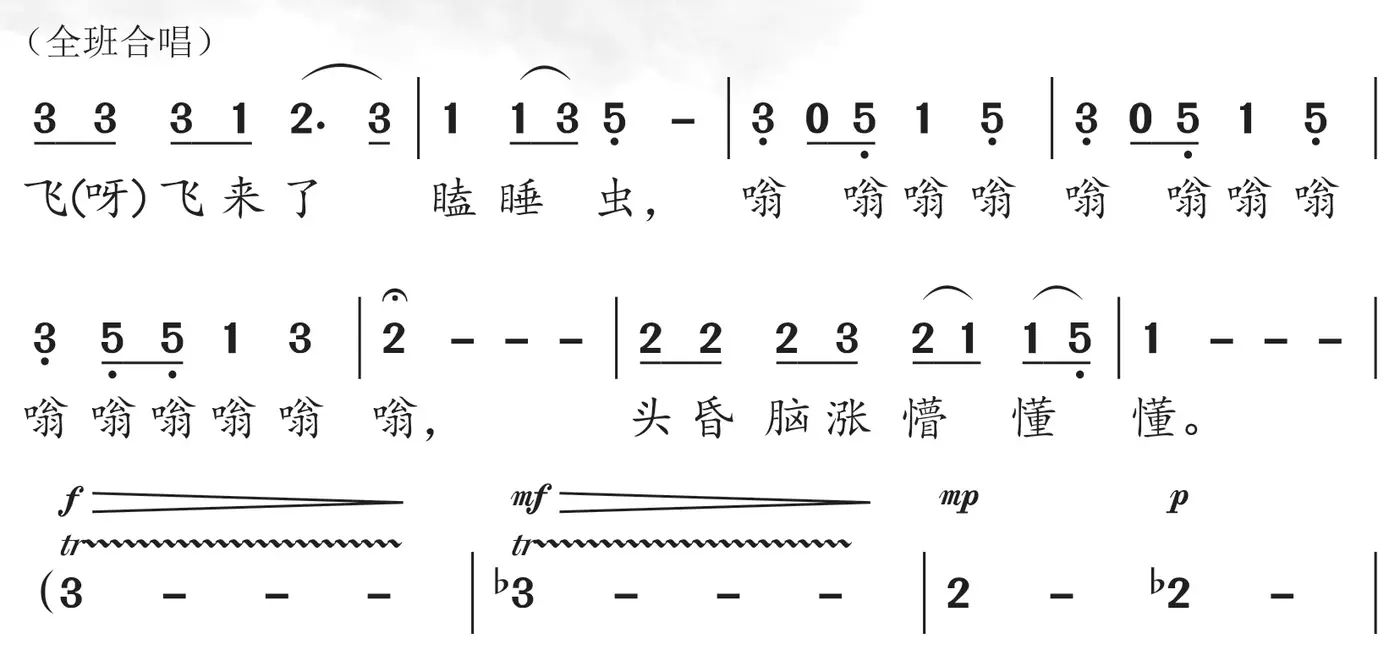 （全班合唱）
3 3 3 1 2. 3 | 1 1 3 5 – | 3 0 5 1 5 | 3 0 5 1 5 |
飞(呀)飞来了 瞌睡虫，嗡 嗡嗡嗡 嗡 嗡嗡嗡
3 5 5 1 3 | 2 – – – | 2 2 2 3 2 1 1 5 | 1 – – – |
嗡嗡嗡嗡嗡 嗡，头昏脑涨懵懂懂。
f mf mp p
tr tr
(3 – – – | ♭3 – – – | 2 – ♭2 – |